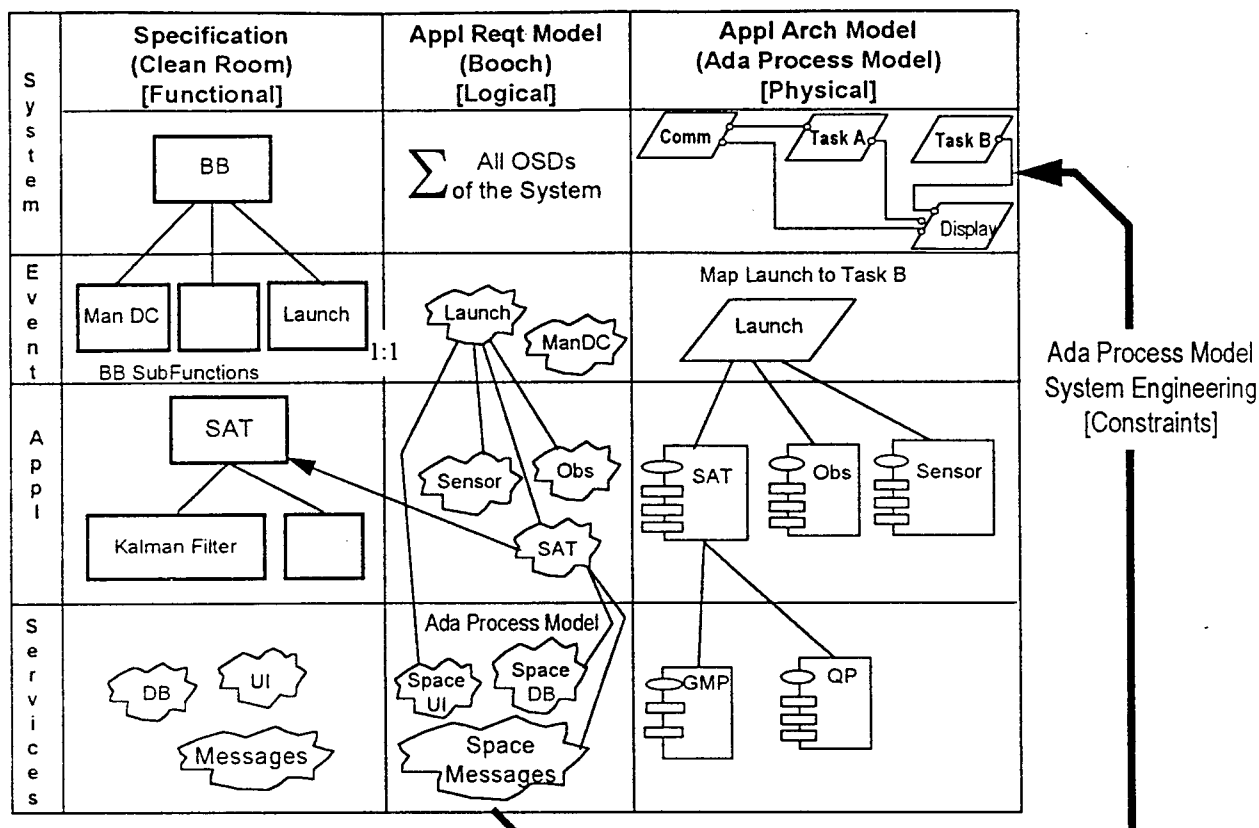 Specification
(Clean Room)
[Functional]
Appl Reqt Model
(Booch)
[Logical]
Appl Arch Model
(Ada Process Model)
[Physical]
System
BB
Σ All OSDs
of the System
Comm
Task A
Task B
Display
Event
Man DC
Launch
1:1
BB SubFunctions
Launch
ManDC
Map Launch to Task B
Launch
Ada Process Model
System Engineering
[Constraints]
Appl
SAT
Kalman Filter
Sensor
Obs
SAT
SAT
Obs
Sensor
Services
DB
UI
Messages
Ada Process Model
Space
UI
Space
DB
Space
Messages
GMP
QP